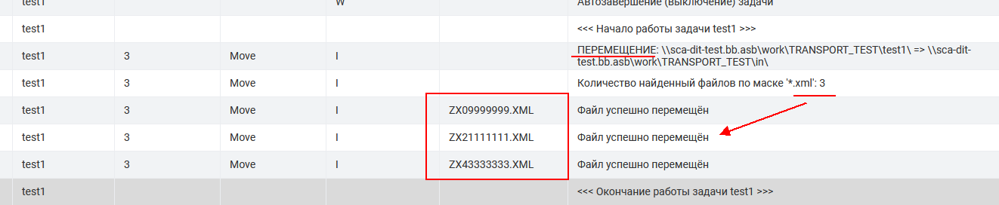 test1 W Автозавершение (выключение) задачи
test1 <<< Начало работы задачи test1 >>>
test1 3 Move I ПЕРЕМЕЩЕНИЕ: \\sca-dit-test.bb.asb\work\TRANSPORT_TEST\test1\ => \\sca-dit-
test.bb.asb\work\TRANSPORT_TEST\in\
test1 3 Move I Количество найденный файлов по маске '*.xml': 3
test1 3 Move I ZX09999999.XML Файл успешно перемещён
test1 3 Move I ZX21111111.XML Файл успешно перемещён
test1 3 Move I ZX43333333.XML Файл успешно перемещён
test1 <<< Окончание работы задачи test1 >>>